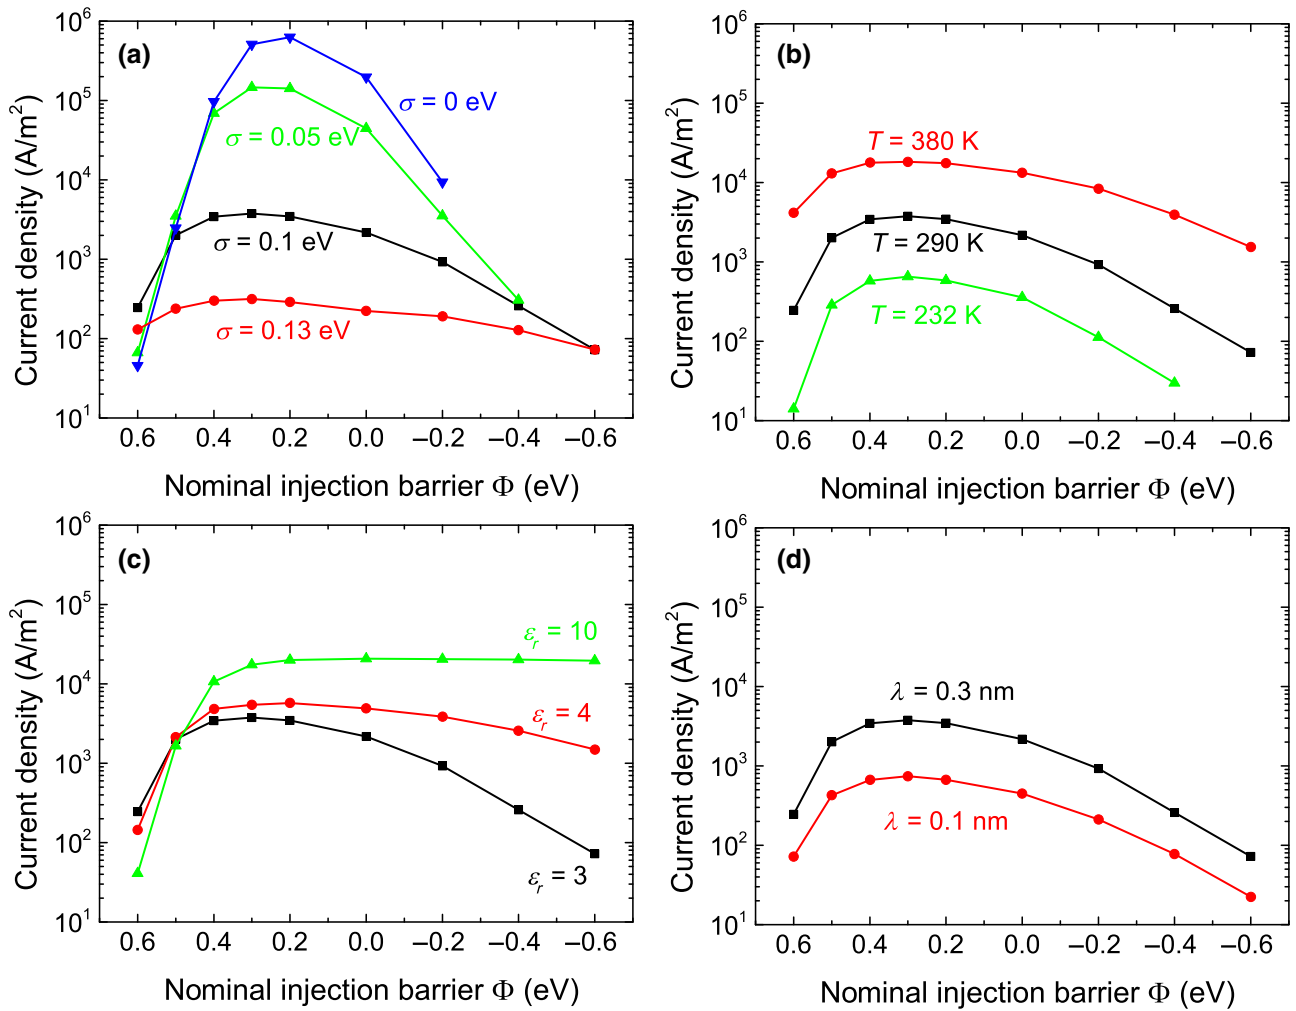 (a)
Current density (A/m²)
10⁶
10⁵
10⁴
10³
10²
10¹
σ = 0 eV
σ = 0.05 eV
σ = 0.1 eV
σ = 0.13 eV
0.6 0.4 0.2 0.0 –0.2 –0.4 –0.6
Nominal injection barrier Φ (eV)
(b)
Current density (A/m²)
10⁶
10⁵
10⁴
10³
10²
10¹
T = 380 K
T = 290 K
T = 232 K
0.6 0.4 0.2 0.0 –0.2 –0.4 –0.6
Nominal injection barrier Φ (eV)
(c)
Current density (A/m²)
10⁶
10⁵
10⁴
10³
10²
10¹
εᵣ = 10
εᵣ = 4
εᵣ = 3
0.6 0.4 0.2 0.0 –0.2 –0.4 –0.6
Nominal injection barrier Φ (eV)
(d)
Current density (A/m²)
10⁶
10⁵
10⁴
10³
10²
10¹
λ = 0.3 nm
λ = 0.1 nm
0.6 0.4 0.2 0.0 –0.2 –0.4 –0.6
Nominal injection barrier Φ (eV)